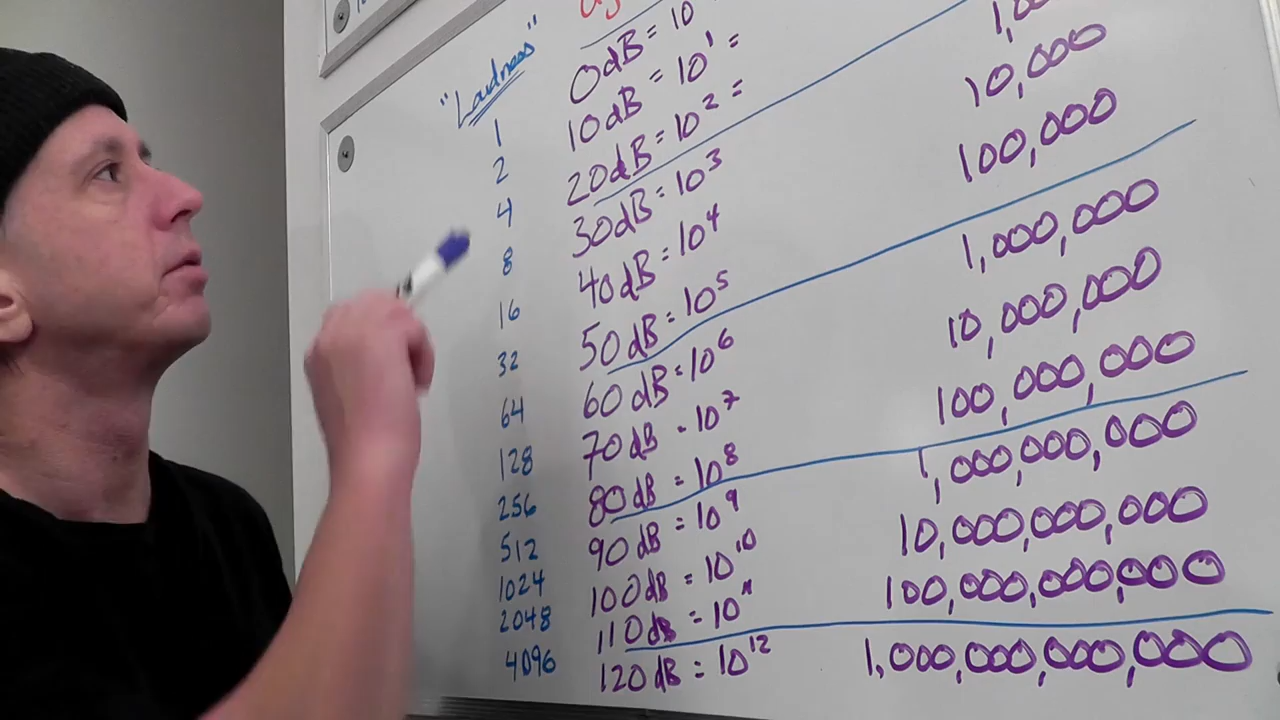 "Loudness"
1 0dB = 10
2 10dB = 10¹ =
4 20dB = 10² =
8 30dB = 10³ 1,00
16 40dB = 10⁴ 10,000
32 50dB = 10⁵ 100,000
64 60dB = 10⁶ 1,000,000
128 70dB = 10⁷ 10,000,000
256 80dB = 10⁸ 100,000,000
512 90dB = 10⁹ 1,000,000,000
1024 100dB = 10¹⁰ 10,000,000,000
2048 110dB = 10¹¹ 100,000,000,000
4096 120dB = 10¹² 1,000,000,000,000